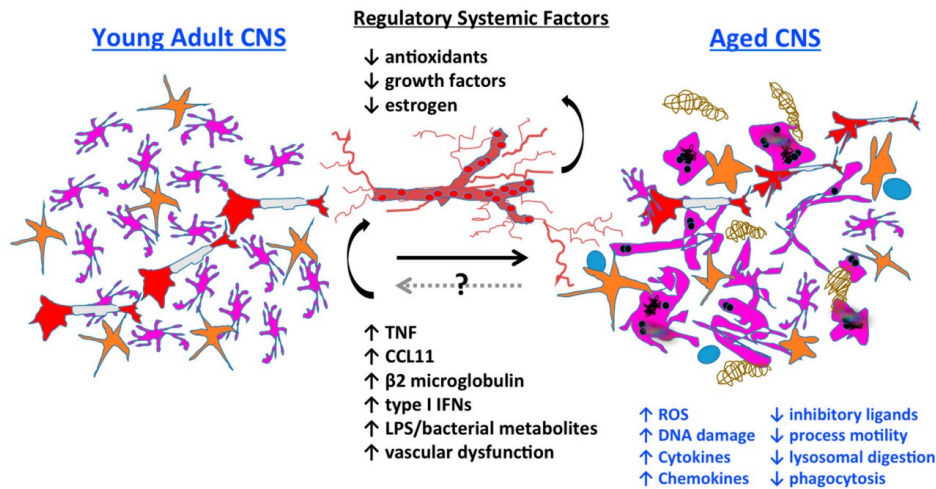 Regulatory Systemic Factors
Young Adult CNS
Aged CNS
↓ antioxidants
↓ growth factors
↓ estrogen
?
↑ TNF
↑ CCL11
↑ β2 microglobulin
↑ type I IFNs
↑ LPS/bacterial metabolites
↑ vascular dysfunction
↑ ROS
↑ DNA damage
↑ Cytokines
↑ Chemokines
↓ inhibitory ligands
↓ process motility
↓ lysosomal digestion
↓ phagocytosis